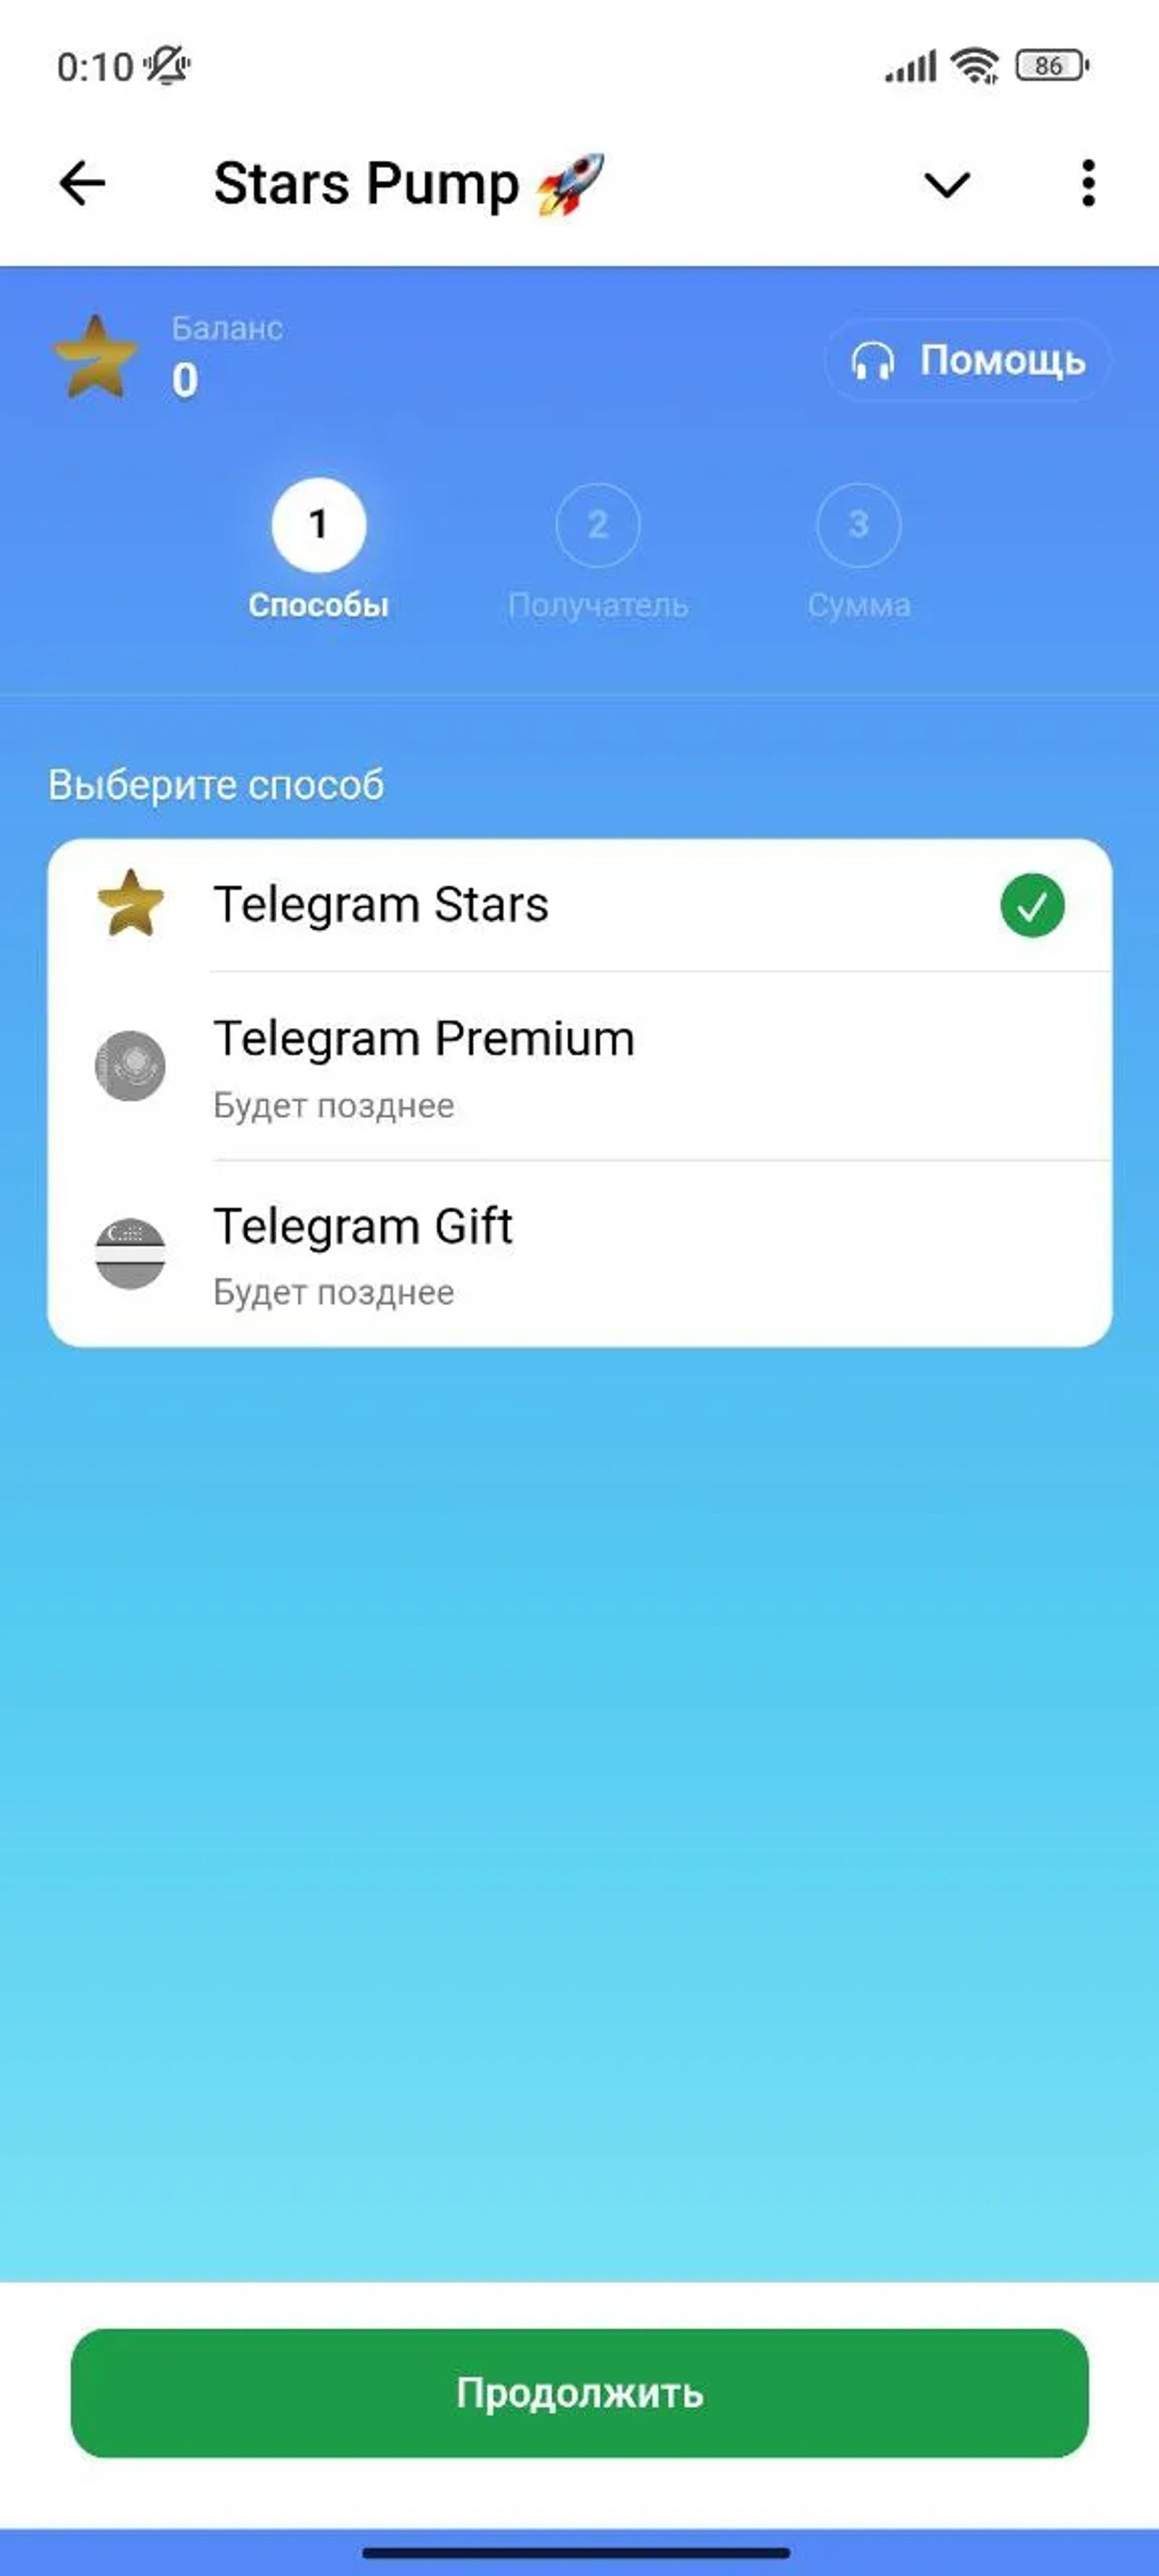 0:10
86
Stars Pump 🚀
Баланс
0
Помощь
1
2
3
Способы
Получатель
Сумма
Выберите способ
Telegram Stars
Telegram Premium
Будет позднее
Telegram Gift
Будет позднее
Продолжить